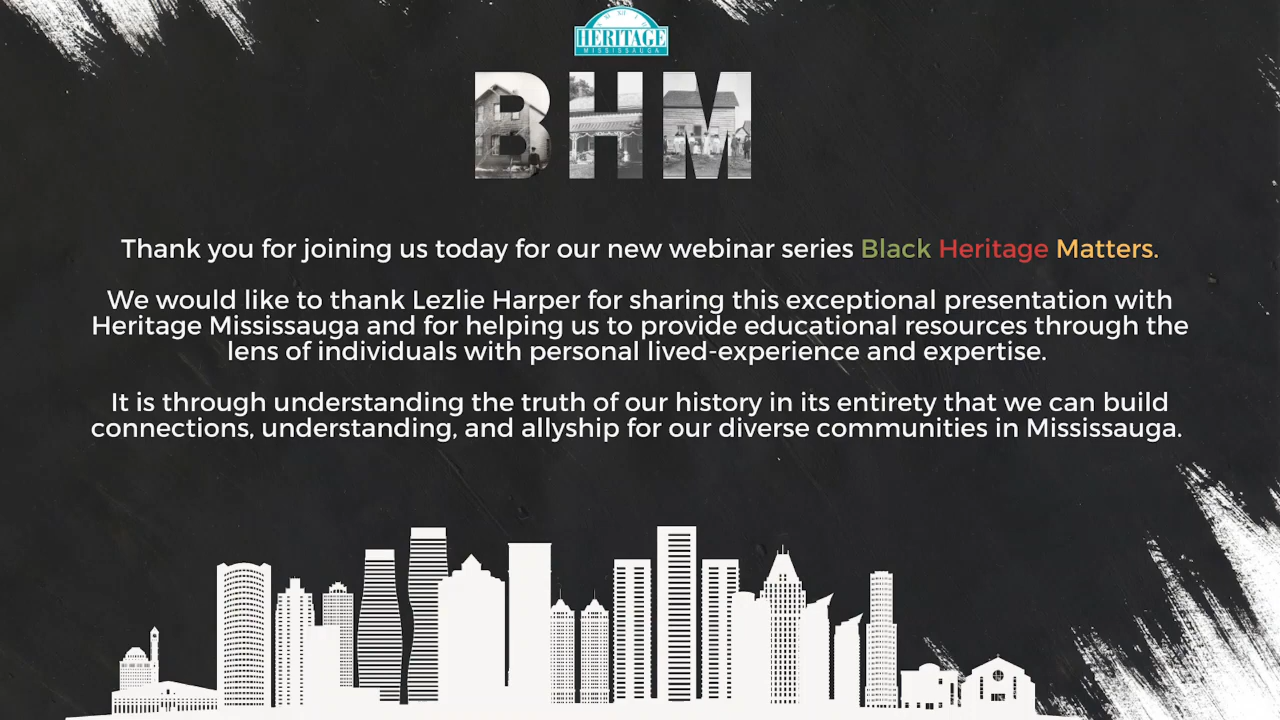 HERITAGE
MISSISSAUGA
BHM
Thank you for joining us today for our new webinar series Black Heritage Matters.
We would like to thank Lezlie Harper for sharing this exceptional presentation with
Heritage Mississauga and for helping us to provide educational resources through the
lens of individuals with personal lived-experience and expertise.
It is through understanding the truth of our history in its entirety that we can build
connections, understanding, and allyship for our diverse communities in Mississauga.